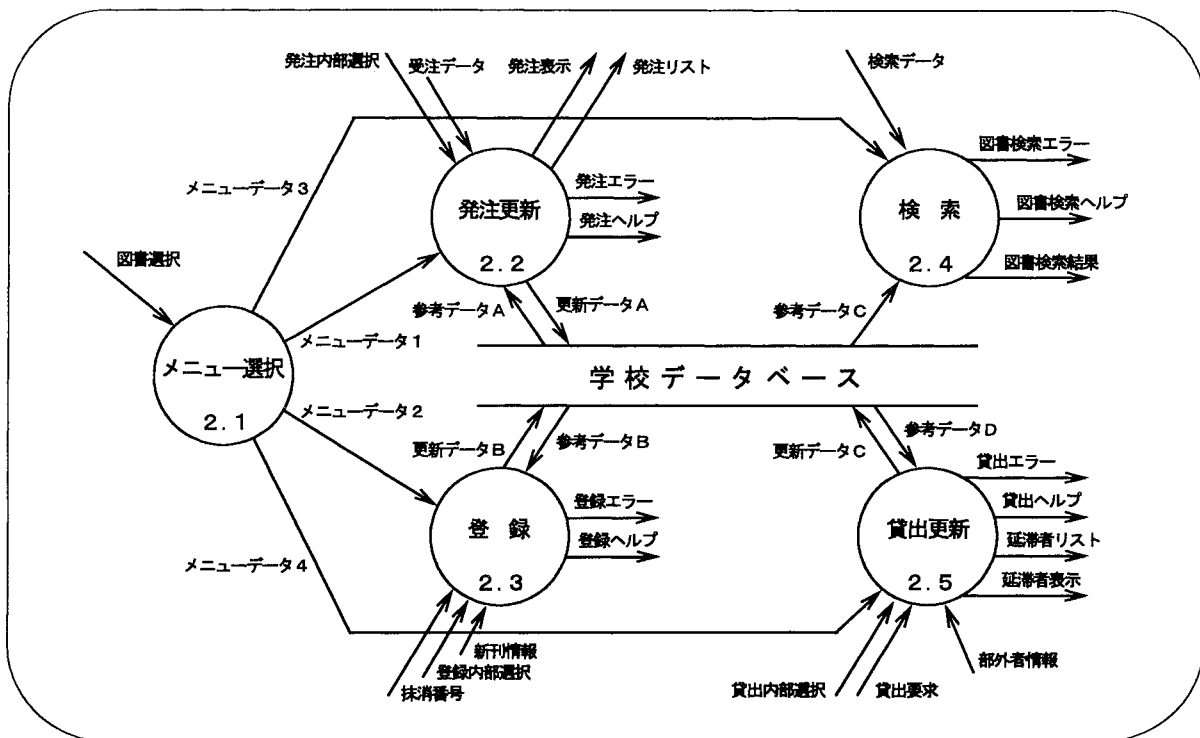 発注内部選択
受注データ
発注表示
発注リスト
検索データ
図書検索エラー
メニューデータ3
発注エラー
発注更新
検 索
図書検索ヘルプ
発注ヘルプ
図書選択
2.2
2.4
図書検索結果
参考データA
更新データA
参考データC
メニューデータ1
メニュー選択
学校データベース
2.1
メニューデータ2
更新データB
参考データB
更新データC
参考データD
貸出エラー
登録エラー
貸出ヘルプ
登 録
貸出更新
登録ヘルプ
延滞者リスト
メニューデータ4
2.3
2.5
延滞者表示
新刊情報
登録内部選択
部外者情報
抹消番号
貸出内部選択
貸出要求